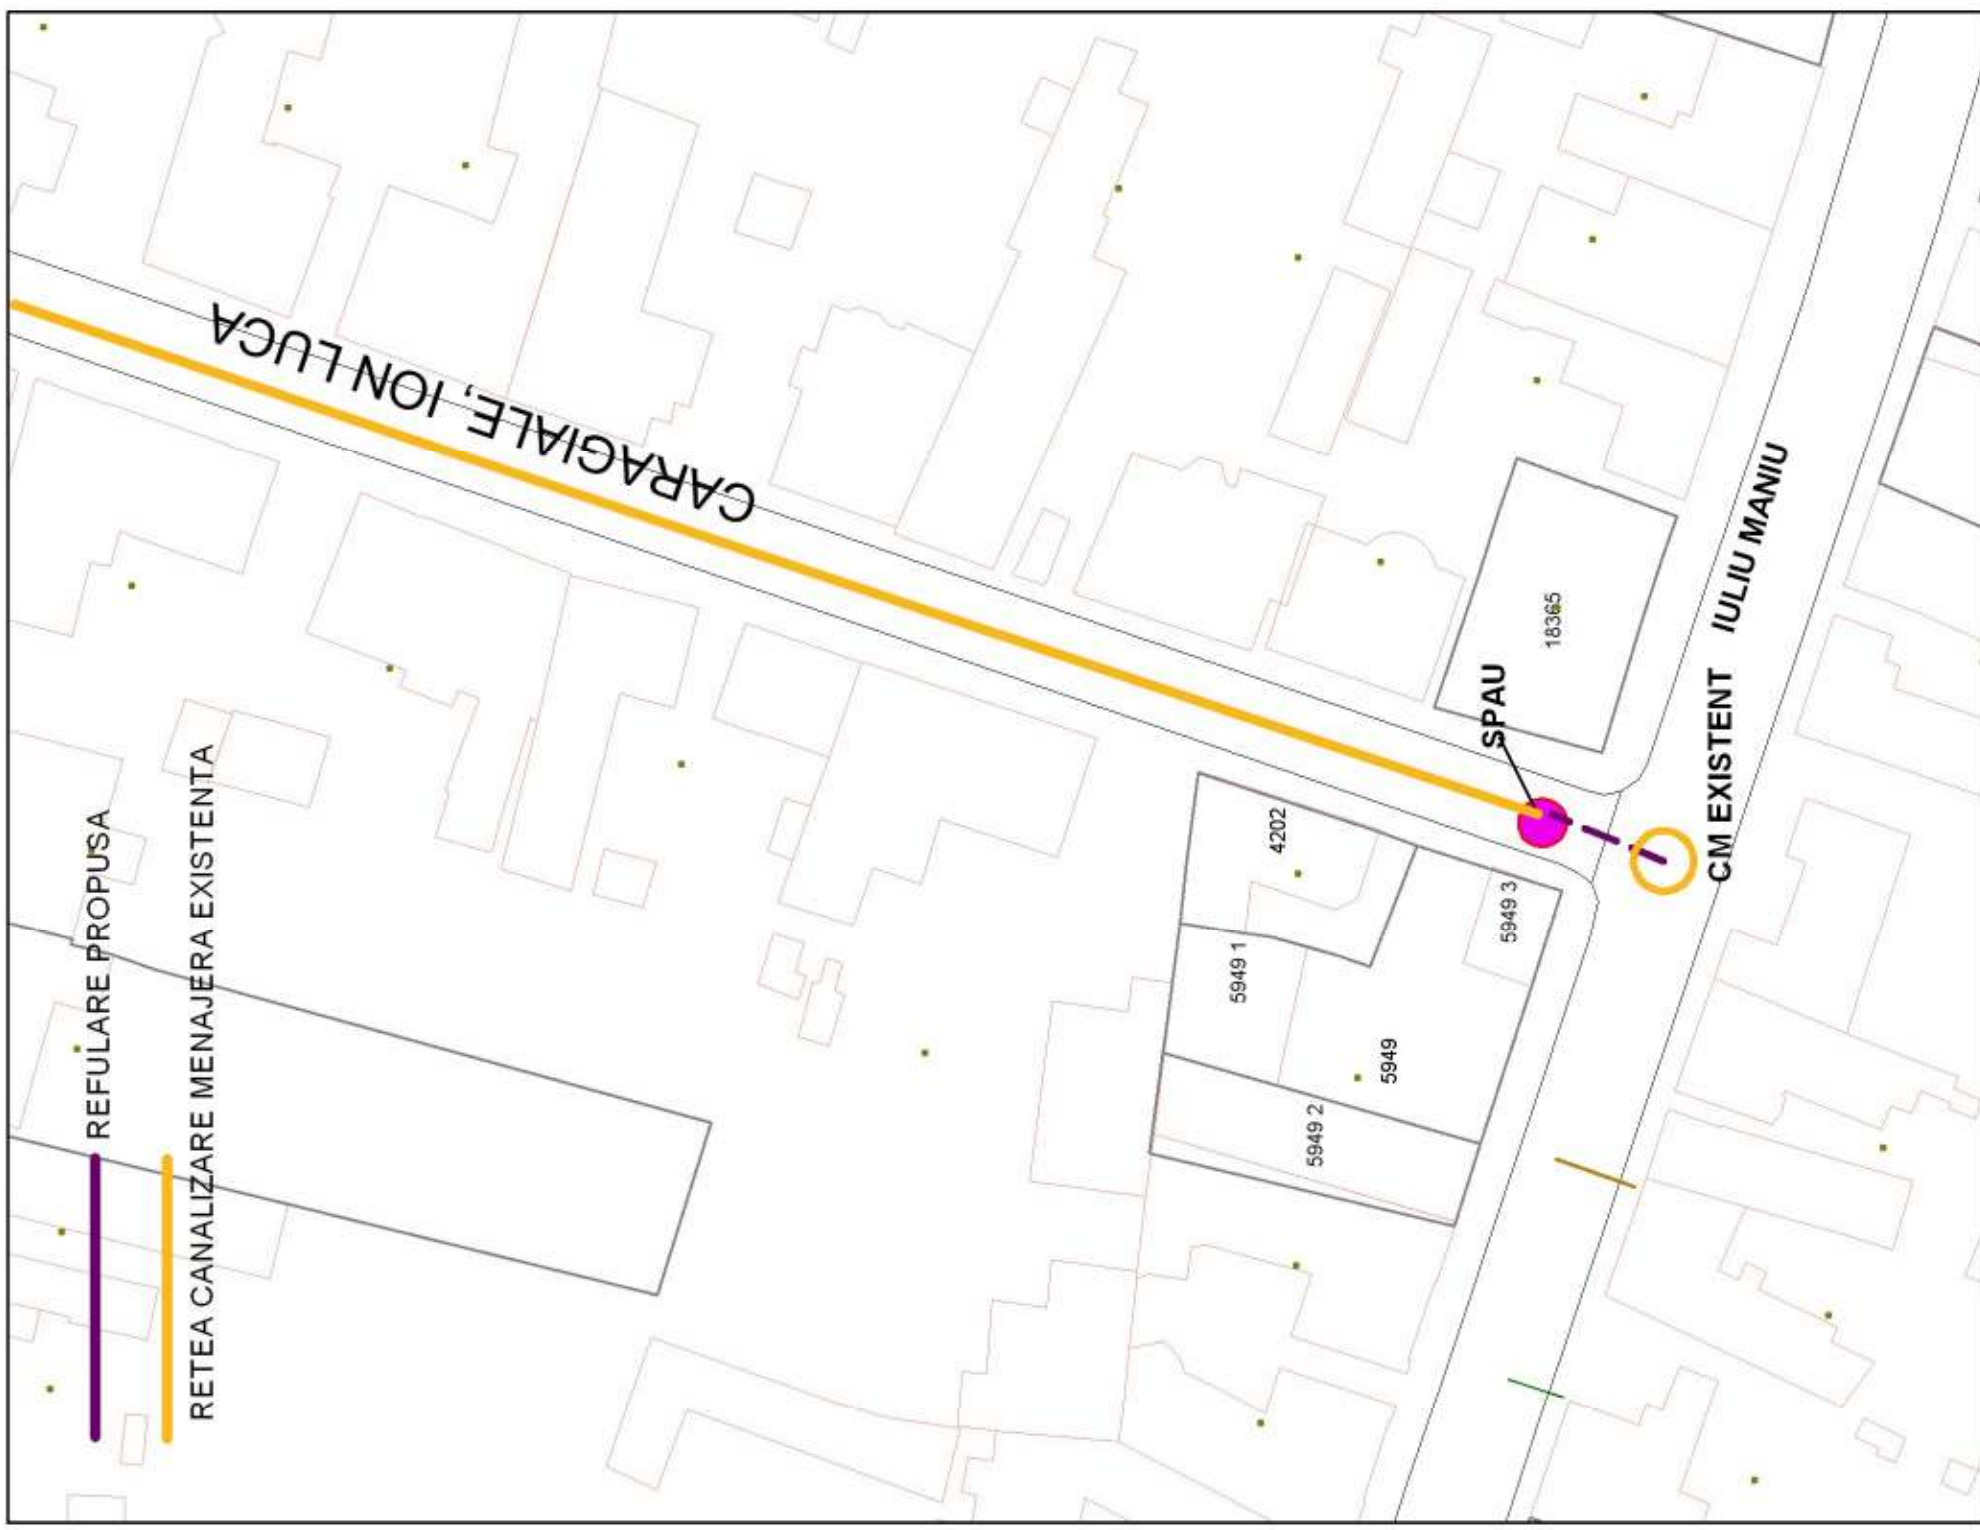 REFULARE PROPUSA
RETEA CANALIZARE MENAJERA EXISTENTA
CARAGIALE, ION LUCA
4202
5949 1
5949 3
5949
5949 2
SPAU
18365
CM EXISTENT
IULIU MANIU